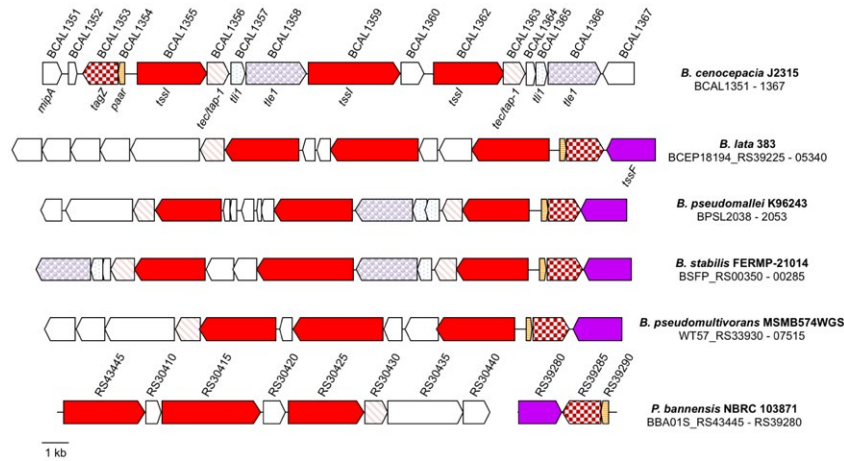 BCAL1351 BCAL1352 BCAL1353 BCAL1354 BCAL1355 BCAL1356 BCAL1357 BCAL1358 BCAL1359 BCAL1360 BCAL1362 BCAL1363 BCAL1364 BCAL1365 BCAL1366 BCAL1367
B. cenocepacia J2315
BCAL1351 - 1367
mpA tagZ paar tssI tec/tap-1 tli1 tle1 tssI tssI tec/tap-1 tli1 tle1
B. lata 383
BCEP18194_RS39225 - 05340
tssF
B. pseudomallei K96243
BPSL2038 - 2053
B. stabilis FERMP-21014
BSFP_RS00350 - 00285
B. pseudomultivorans MSMB574WGS
WT57_RS33930 - 07515
RS43445 RS30410 RS30415 RS30420 RS30425 RS30430 RS30435 RS30440 RS39280 RS39285 RS39290
P. bannensis NBRC 103871
BBA01S_RS43445 - RS39280
1 kb